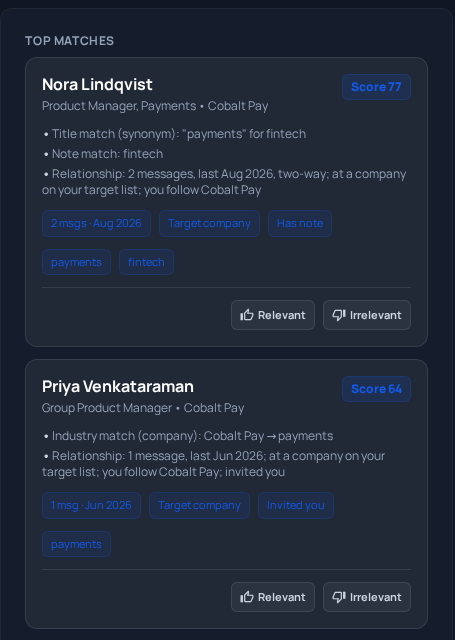 TOP MATCHES
Nora Lindqvist
Score 77
Product Manager, Payments • Cobalt Pay
• Title match (synonym): "payments" for fintech
• Note match: fintech
• Relationship: 2 messages, last Aug 2026, two-way; at a company
on your target list; you follow Cobalt Pay
2 msgs · Aug 2026
Target company
Has note
payments
fintech
Relevant
Irrelevant
Priya Venkataraman
Score 64
Group Product Manager • Cobalt Pay
• Industry match (company): Cobalt Pay → payments
• Relationship: 1 message, last Jun 2026; at a company on your
target list; you follow Cobalt Pay; invited you
1 msg · Jun 2026
Target company
Invited you
payments
Relevant
Irrelevant